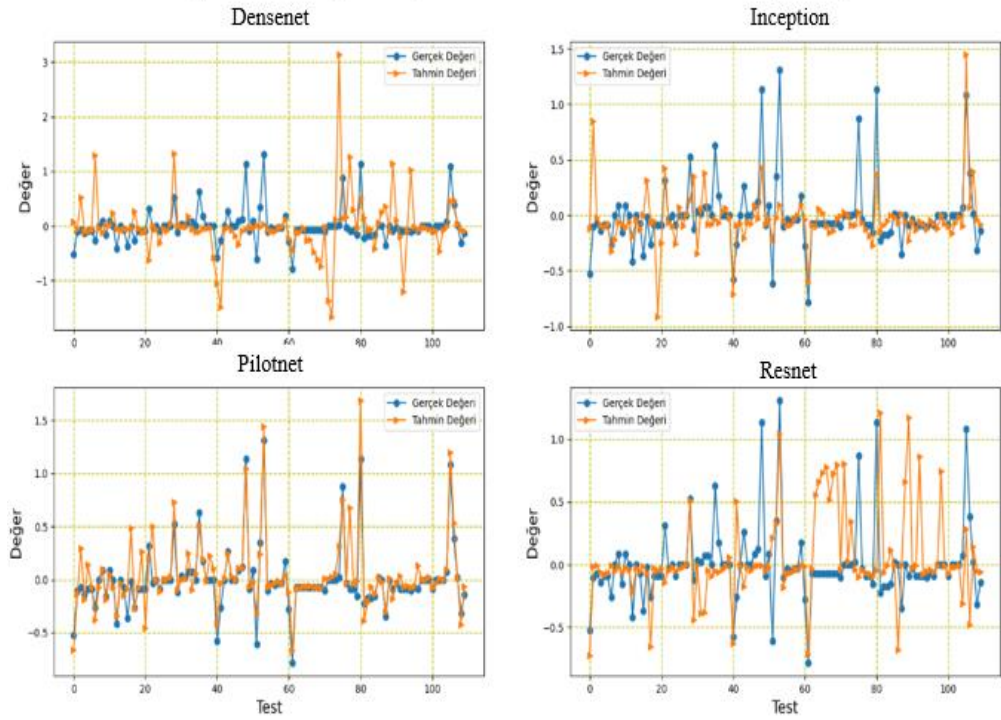 Densenet
Inception
Gerçek Değeri
Tahmin Değeri
Değer
3
2
1
0
−1
0 20 40 60 80 100
Gerçek Değeri
Tahmin Değeri
Değer
1.5
1.0
0.5
0.0
−0.5
−1.0
0 20 40 60 80 100
Pilotnet
Resnet
Gerçek Değeri
Tahmin Değeri
Değer
1.5
1.0
0.5
0.0
−0.5
0 20 40 60 80 100
Test
Gerçek Değeri
Tahmin Değeri
Değer
1.0
0.5
0.0
−0.5
0 20 40 60 80 100
Test